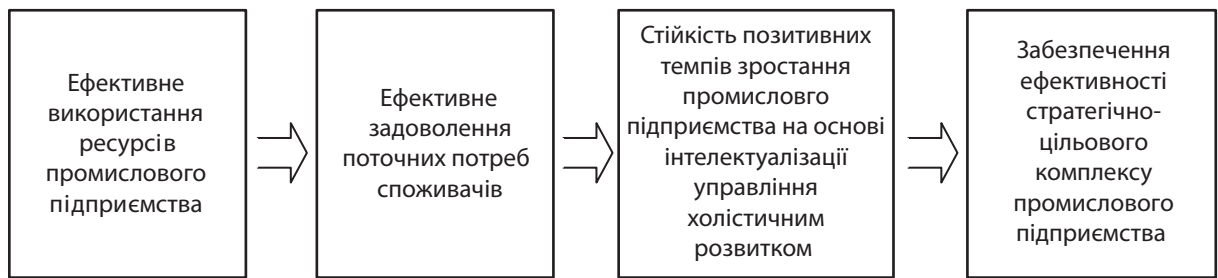 Ефективне
використання
ресурсів
промислового
підприємства
Ефективне
задоволення
поточних потреб
споживачів
Стійкість позитивних
темпів зростання
промисловго
підприємства на основі
інтелектуалізації
управління
холістичним
розвитком
Забезпечення
ефективності
стратегічно-
цільового
комплексу
промислового
підприємства